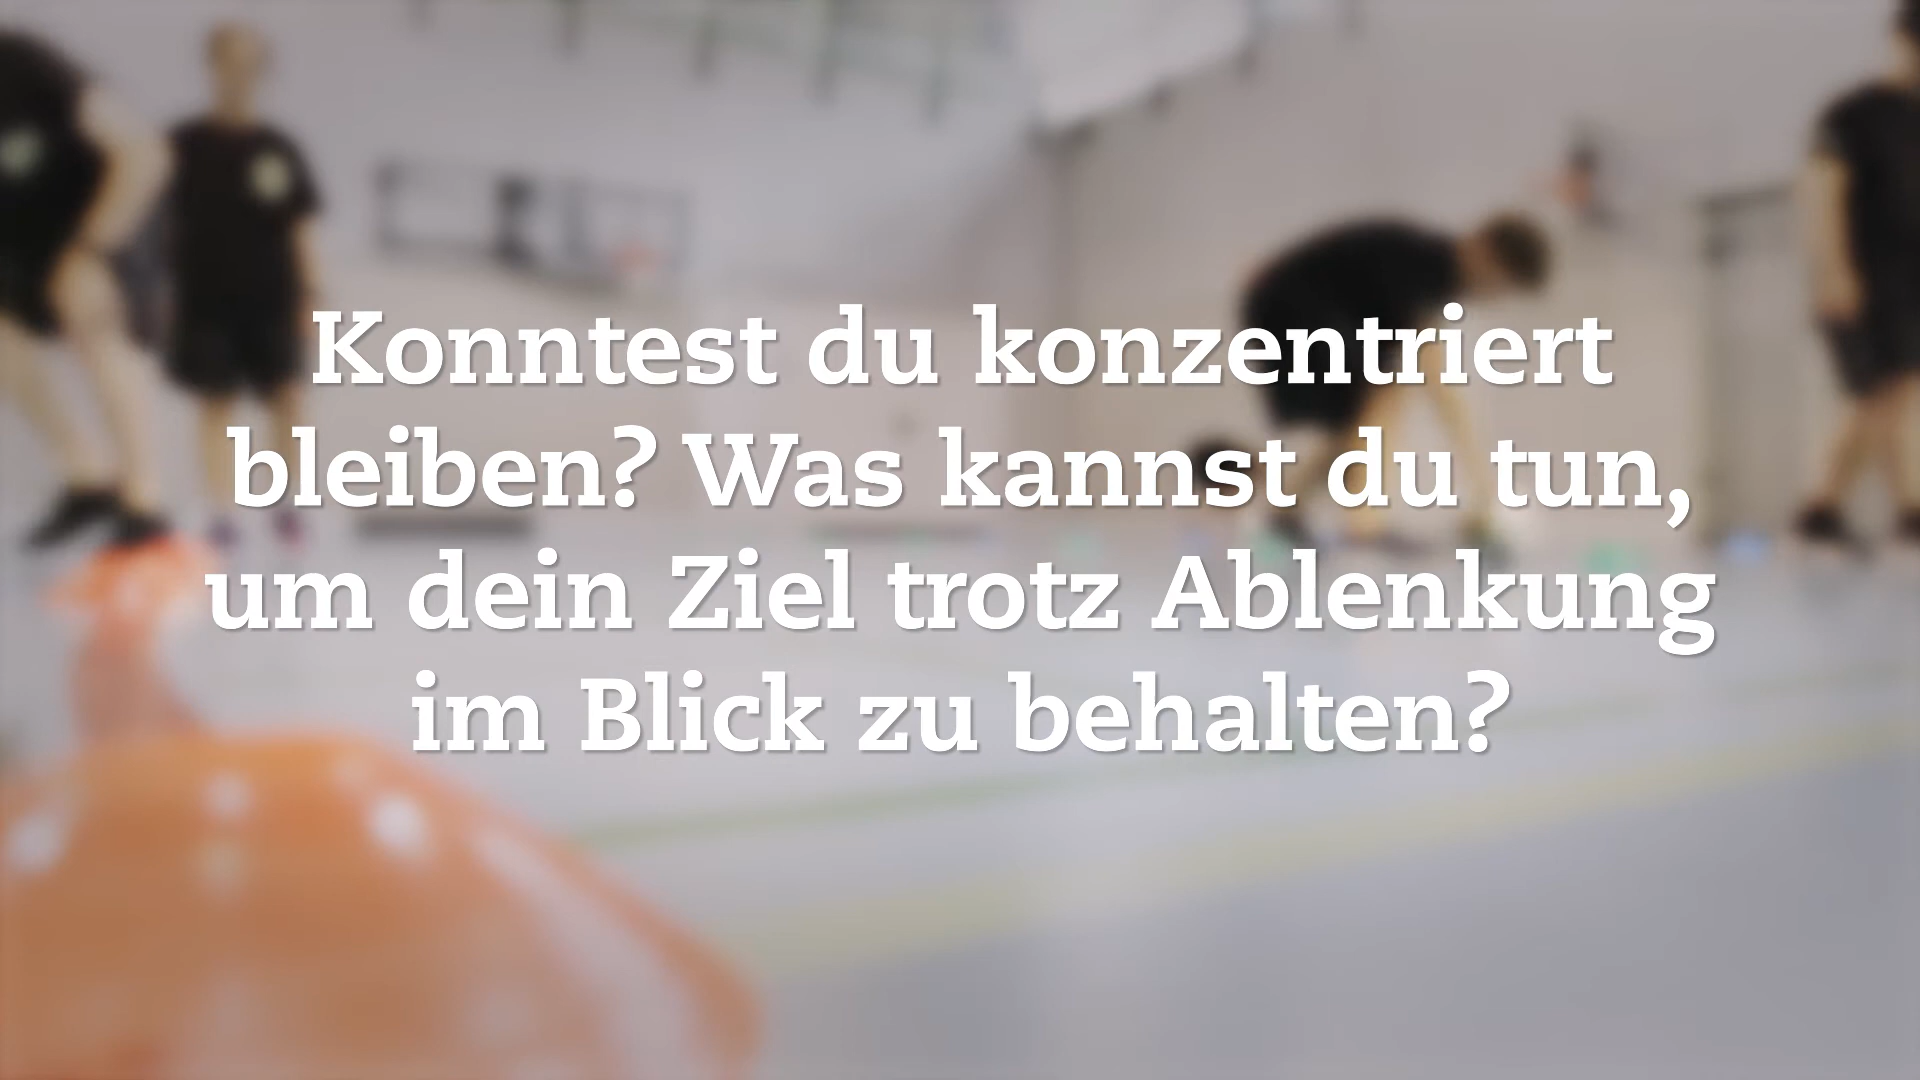 Konntest du konzentriert
bleiben? Was kannst du tun,
um dein Ziel trotz Ablenkung
im Blick zu behalten?